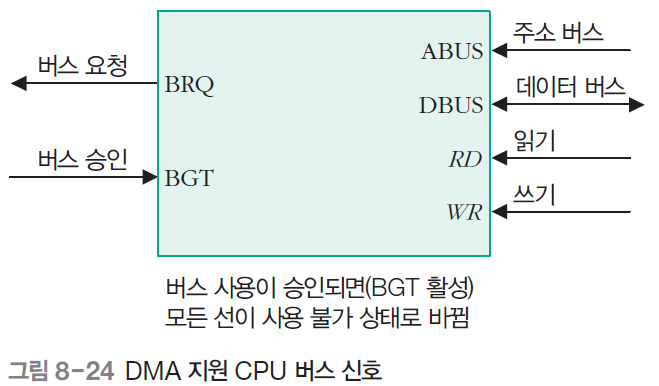 버스 요청
BRQ
버스 승인
BGT
ABUS
주소 버스
DBUS
데이터 버스
RD
읽기
WR
쓰기
버스 사용이 승인되면(BGT 활성)
모든 선이 사용 불가 상태로 바뀜
그림 8-24 DMA 지원 CPU 버스 신호